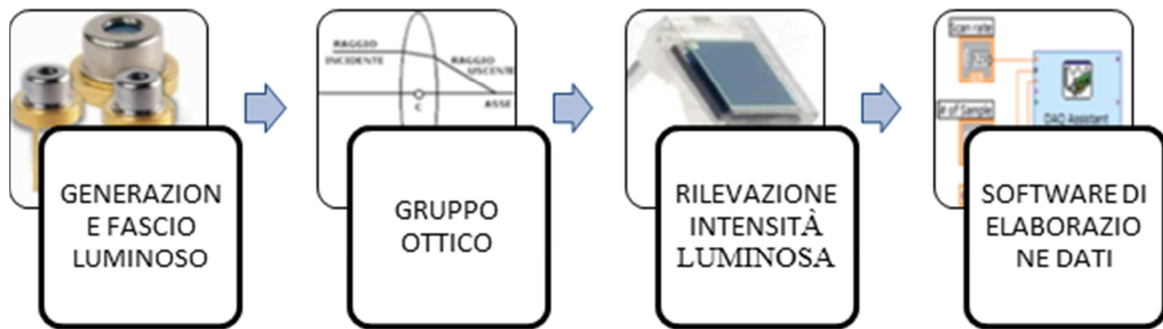 RAGGIO
INCIDENTE
RAGGIO
USCENTE
C
ASSE
Scan rate
# of Sample
DAQ Assistant
GENERAZION
E FASCIO
LUMINOSO
GRUPPO
OTTICO
RILEVAZIONE
INTENSITÀ
LUMINOSA
SOFTWARE DI
ELABORAZIO
NE DATI